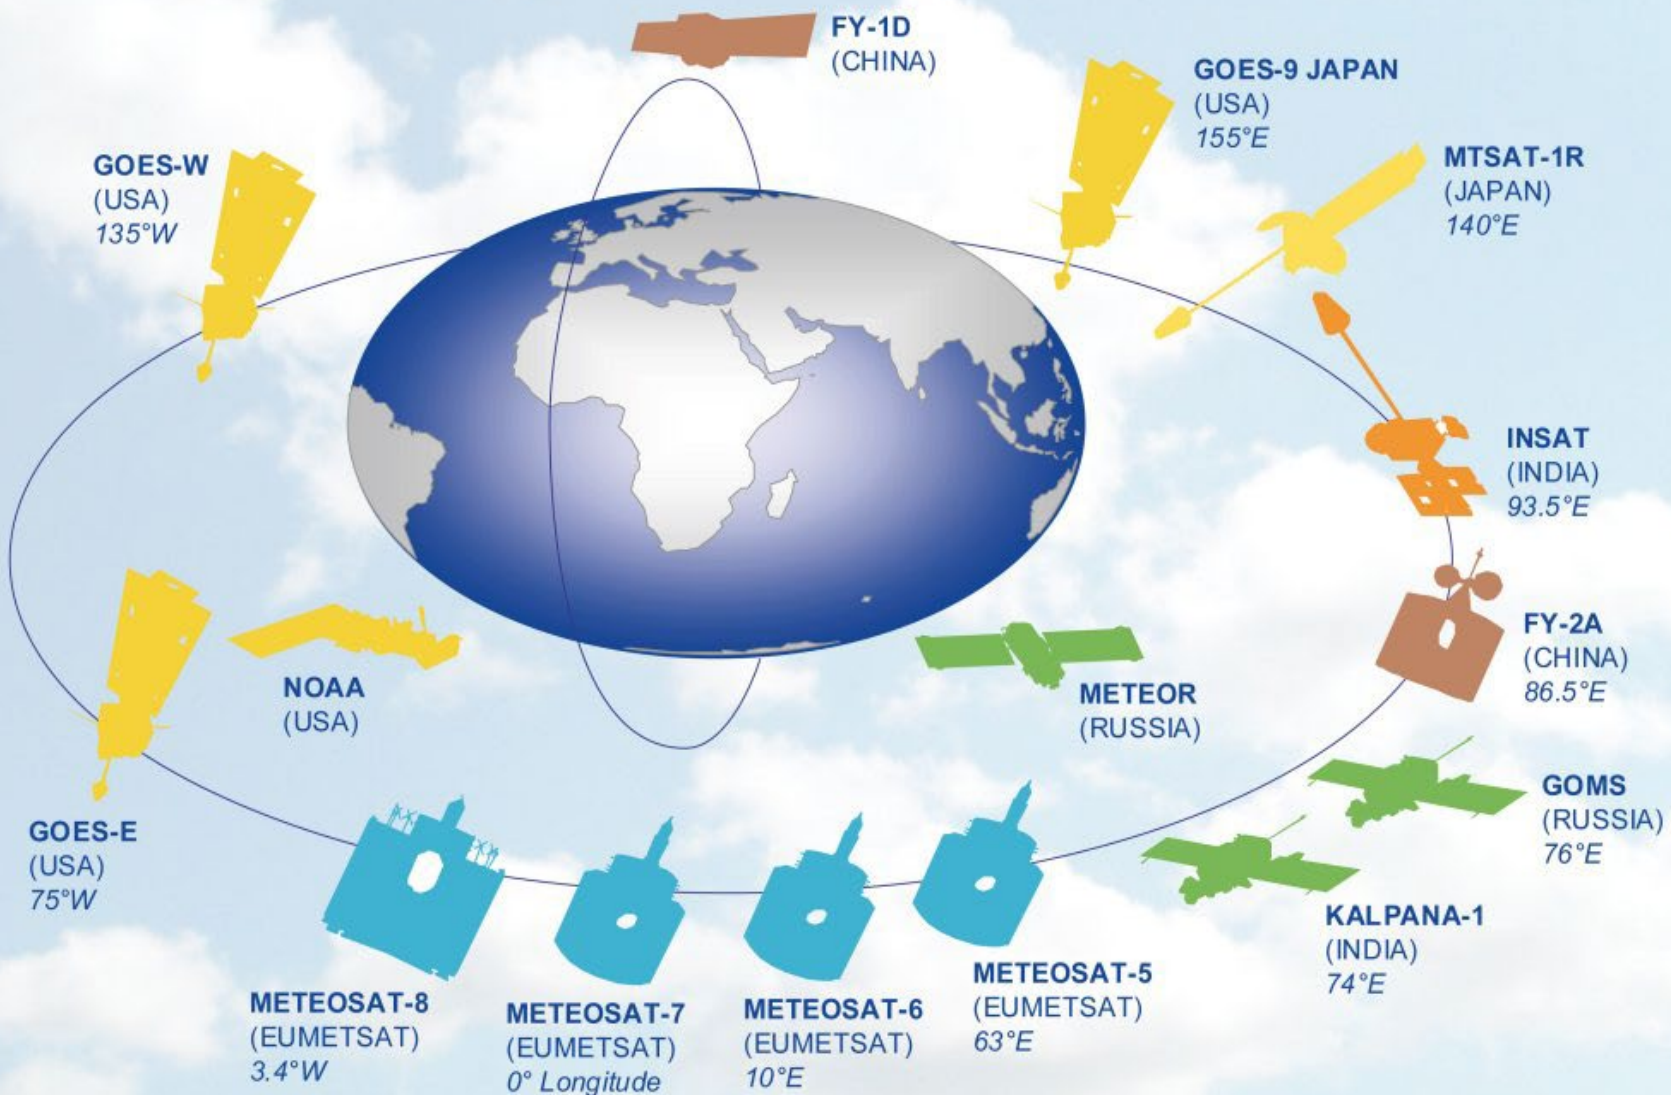 FY-1D
(CHINA)
GOES-9 JAPAN
(USA)
155°E
GOES-W
(USA)
135°W
MTSAT-1R
(JAPAN)
140°E
INSAT
(INDIA)
93.5°E
FY-2A
(CHINA)
86.5°E
NOAA
(USA)
METEOR
(RUSSIA)
GOMS
(RUSSIA)
76°E
GOES-E
(USA)
75°W
KALPANA-1
(INDIA)
74°E
METEOSAT-8
(EUMETSAT)
3.4°W
METEOSAT-7
(EUMETSAT)
0° Longitude
METEOSAT-6
(EUMETSAT)
10°E
METEOSAT-5
(EUMETSAT)
63°E